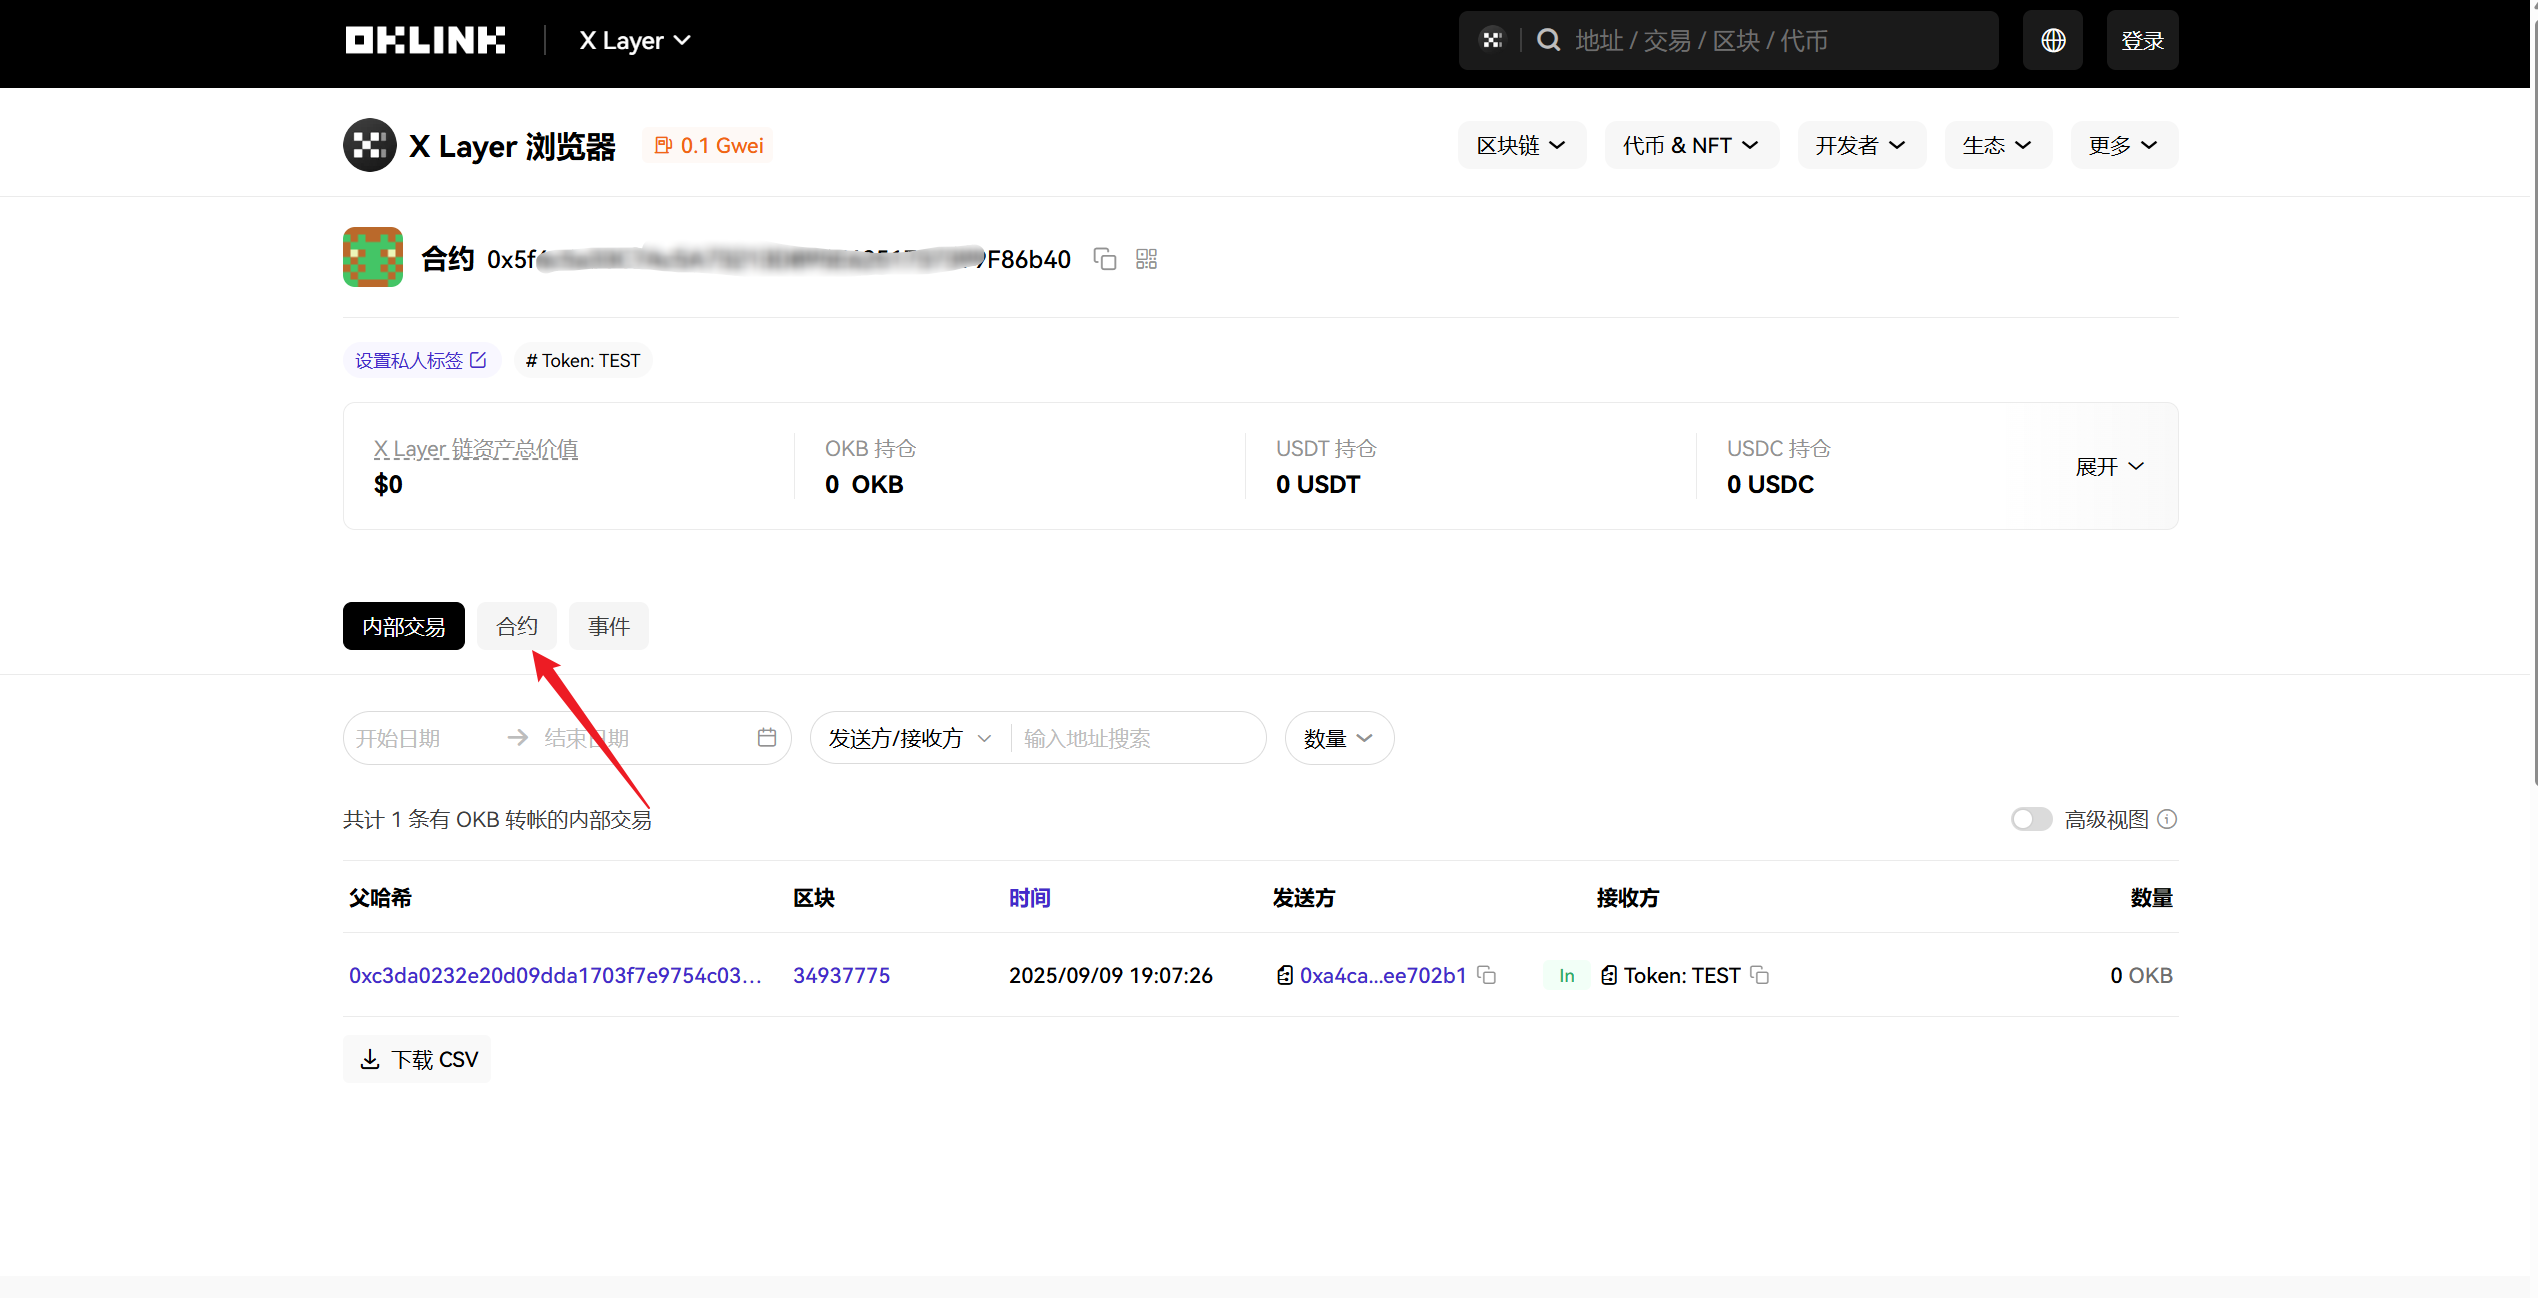 OKLINK
X Layer
地址 / 交易 / 区块 / 代币
登录
X Layer 浏览器
0.1 Gwei
区块链
代币 & NFT
开发者
生态
更多
合约 0x5f F86b40
设置私人标签
# Token: TEST
X Layer 链资产总价值
$0
OKB 持仓
0 OKB
USDT 持仓
0 USDT
USDC 持仓
0 USDC
展开
内部交易
合约
事件
开始日期
结束日期
发送方/接收方
输入地址搜索
数量
共计 1 条有 OKB 转帐的内部交易
高级视图
父哈希 区块 时间 发送方 接收方 数量
0xc3da0232e20d09dda1703f7e9754c03... 34937775 2025/09/09 19:07:26 0xa4ca...ee702b1 In Token: TEST 0 OKB
下载 CSV